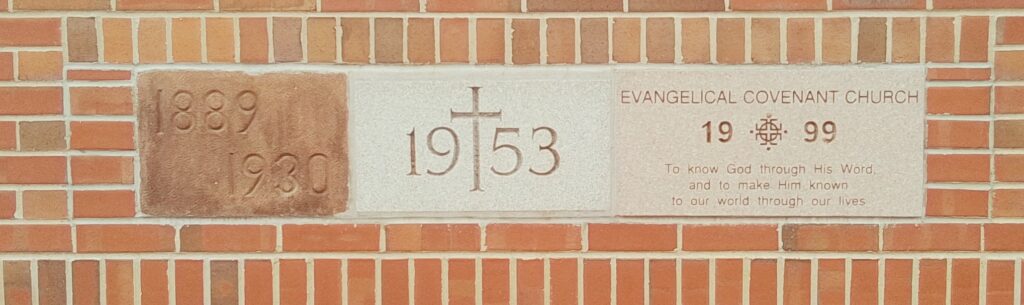 1889
1930
19 53
EVANGELICAL COVENANT CHURCH
19 99
To know God through His Word,
and to make Him known
to our world through our lives